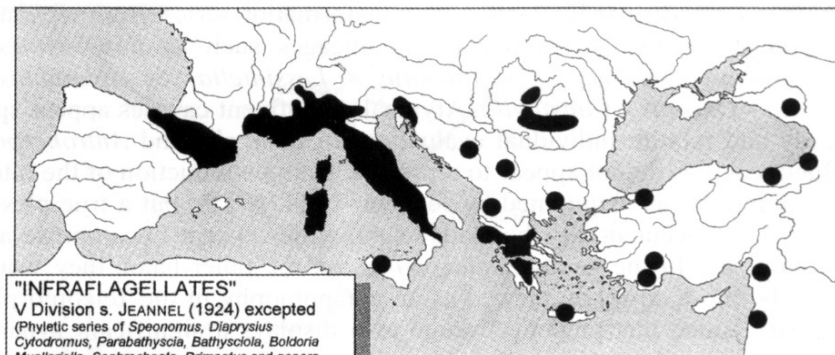 "INFRAFLAGELLATES"
V Division s. JEANNEL (1924) excepted
(Phyletic series of Speonomus, Diaprysius
Cytodromus, Parabathyscia, Bathysciola, Boldoria